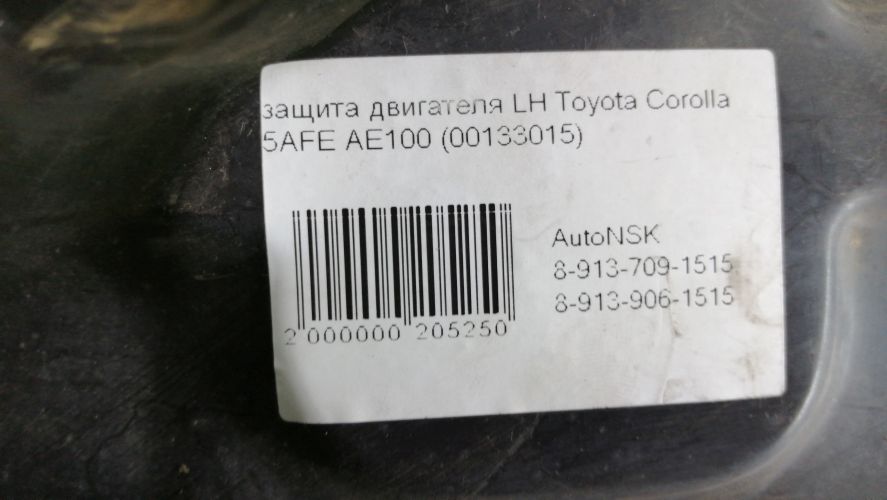 защита двигателя LH Toyota Corolla
5AFE AE100 (00133015)
AutoNSK
8-913-709-1515
8-913-906-1515
2 000000 205250